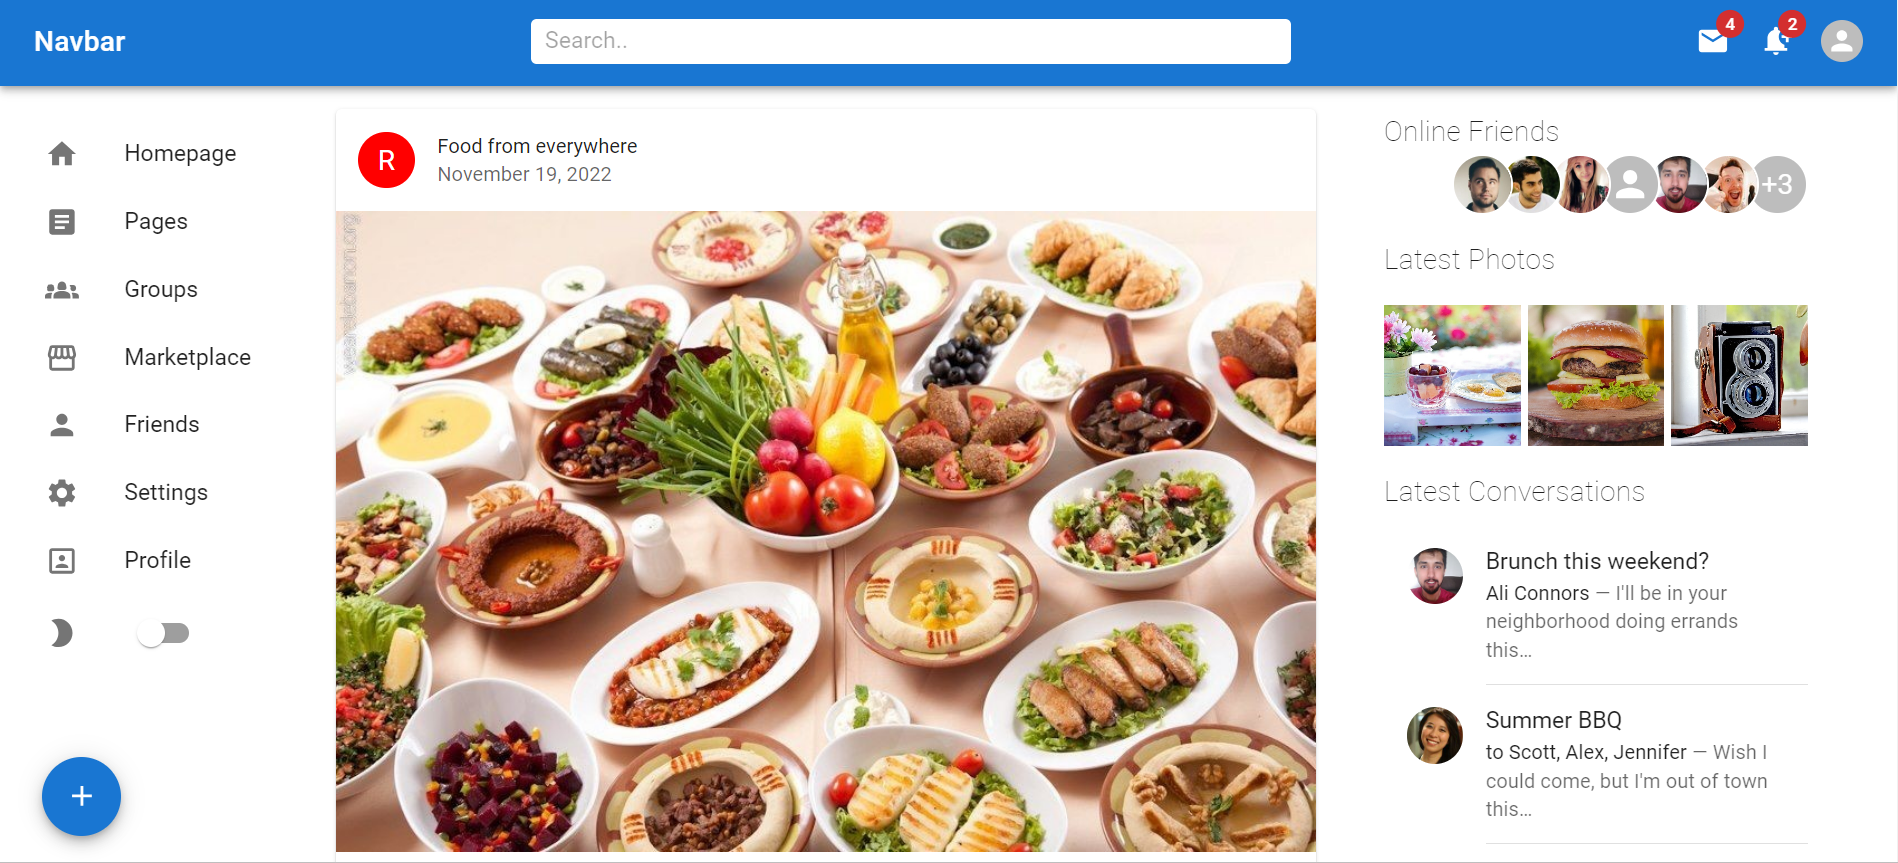 Navbar
Search..
4
2
Homepage
Pages
Groups
Marketplace
Friends
Settings
Profile
R
Food from everywhere
November 19, 2022
wearelebanon.org
Online Friends
+3
Latest Photos
Latest Conversations
Brunch this weekend?
Ali Connors — I'll be in your
neighborhood doing errands
this…
Summer BBQ
to Scott, Alex, Jennifer — Wish I
could come, but I'm out of town
this…